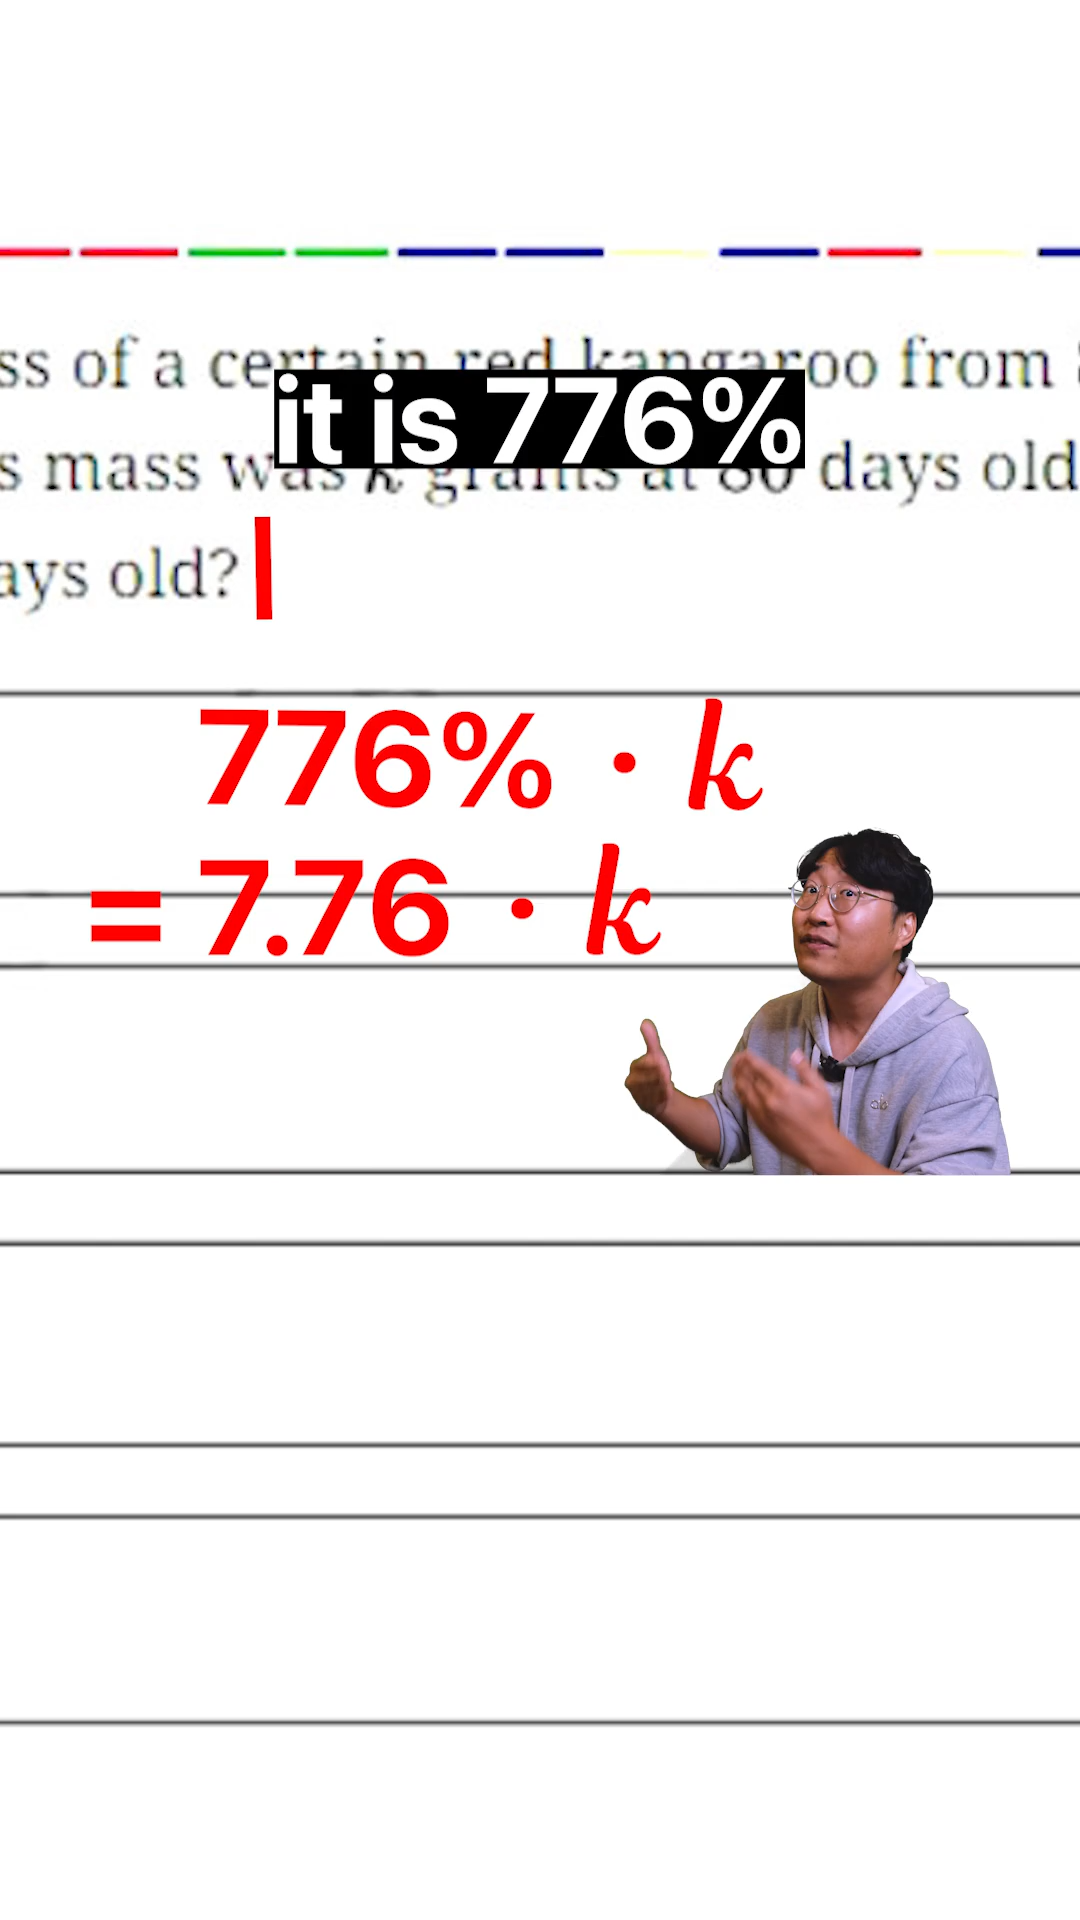 ss of a certain red kangaroo from
it is 776%
s mass was k grams at 80 days old
ays old?
776% · k
= 7.76 · k